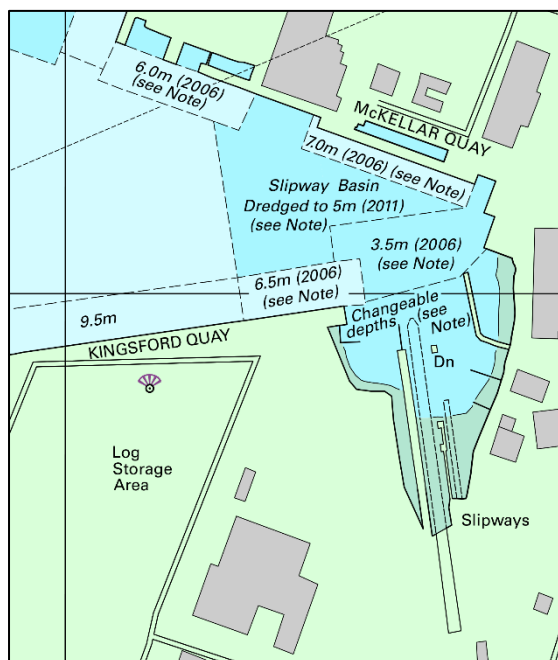 6.0m (2006)
(see Note)
McKELLAR QUAY
7.0m (2006) (see Note)
Slipway Basin
Dredged to 5m (2011)
(see Note)
3.5m (2006)
(see Note)
6.5m (2006)
(see Note)
9.5m
Changeable
depths
(see
Note)
KINGSFORD QUAY
Dn
Log
Storage
Area
Slipways